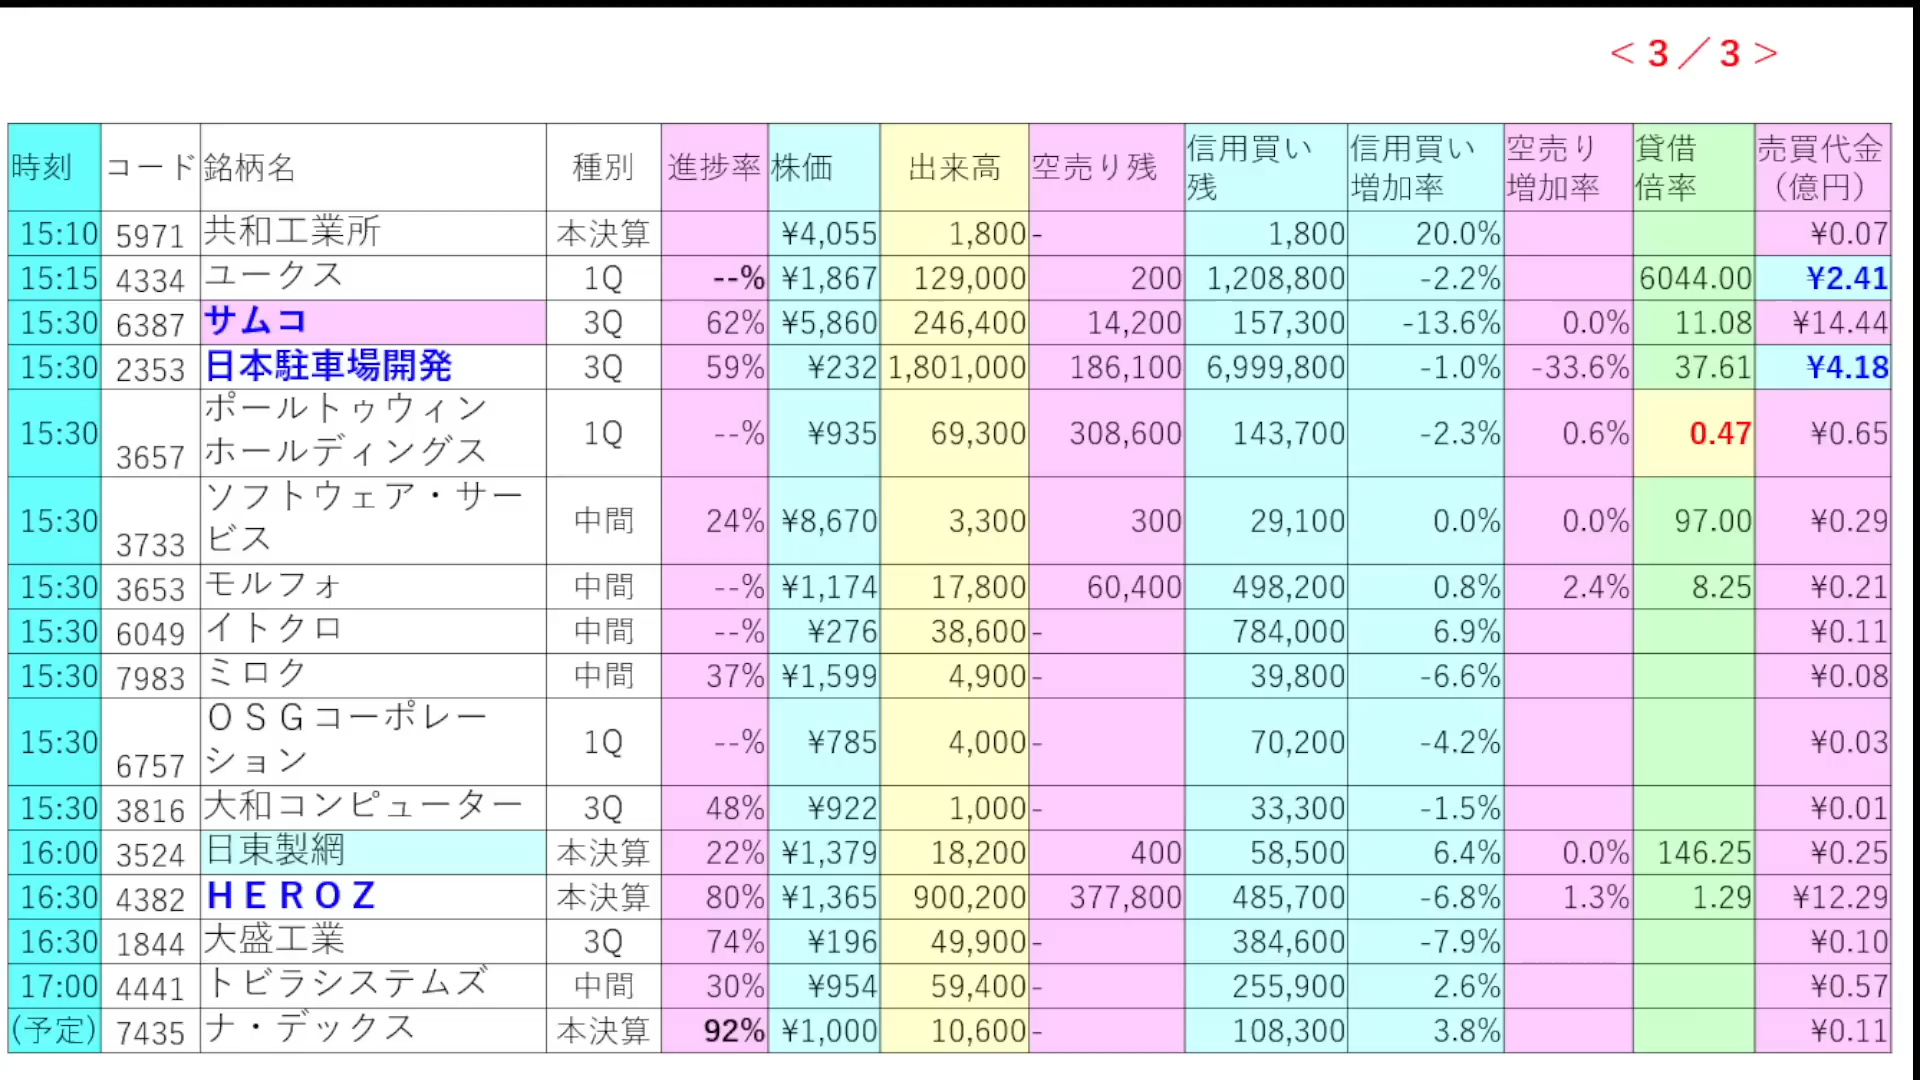 ＜３／３＞
時刻 コード 銘柄名 種別 進捗率 株価 出来高 空売り残 信用買い残 信用買い増加率 空売り増加率 貸借倍率 売買代金（億円）
15:10 5971 共和工業所 本決算 ¥4,055 1,800 - 1,800 20.0% ¥0.07
15:15 4334 ユークス 1Q --% ¥1,867 129,000 200 1,208,800 -2.2% 6044.00 ¥2.41
15:30 6387 サムコ 3Q 62% ¥5,860 246,400 14,200 157,300 -13.6% 0.0% 11.08 ¥14.44
15:30 2353 日本駐車場開発 3Q 59% ¥232 1,801,000 186,100 6,999,800 -1.0% -33.6% 37.61 ¥4.18
15:30 3657 ポールトゥウィンホールディングス 1Q --% ¥935 69,300 308,600 143,700 -2.3% 0.6% 0.47 ¥0.65
15:30 3733 ソフトウェア・サービス 中間 24% ¥8,670 3,300 300 29,100 0.0% 0.0% 97.00 ¥0.29
15:30 3653 モルフォ 中間 --% ¥1,174 17,800 60,400 498,200 0.8% 2.4% 8.25 ¥0.21
15:30 6049 イトクロ 中間 --% ¥276 38,600 - 784,000 6.9% ¥0.11
15:30 7983 ミロク 中間 37% ¥1,599 4,900 - 39,800 -6.6% ¥0.08
15:30 6757 ＯＳＧコーポレーション 1Q --% ¥785 4,000 - 70,200 -4.2% ¥0.03
15:30 3816 大和コンピューター 3Q 48% ¥922 1,000 - 33,300 -1.5% ¥0.01
16:00 3524 日東製網 本決算 22% ¥1,379 18,200 400 58,500 6.4% 0.0% 146.25 ¥0.25
16:30 4382 ＨＥＲＯＺ 本決算 80% ¥1,365 900,200 377,800 485,700 -6.8% 1.3% 1.29 ¥12.29
16:30 1844 大盛工業 3Q 74% ¥196 49,900 - 384,600 -7.9% ¥0.10
17:00 4441 トビラシステムズ 中間 30% ¥954 59,400 - 255,900 2.6% ¥0.57
(予定) 7435 ナ・デックス 本決算 92% ¥1,000 10,600 - 108,300 3.8% ¥0.11